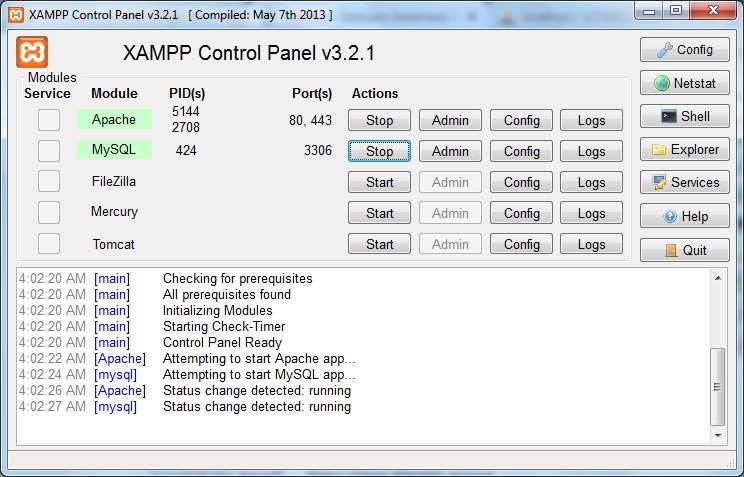 XAMPP Control Panel v3.2.1 [ Compiled: May 7th 2013 ]
XAMPP Control Panel v3.2.1
Config
Modules
Service Module PID(s) Port(s) Actions
Netstat
Apache 5144 2708 80, 443 Stop Admin Config Logs
Shell
MySQL 424 3306 Stop Admin Config Logs
Explorer
FileZilla Start Admin Config Logs
Services
Mercury Start Admin Config Logs
Help
Tomcat Start Admin Config Logs
Quit
4:02:20 AM [main] Checking for prerequisites
4:02:20 AM [main] All prerequisites found
4:02:20 AM [main] Initializing Modules
4:02:20 AM [main] Starting Check-Timer
4:02:20 AM [main] Control Panel Ready
4:02:22 AM [Apache] Attempting to start Apache app...
4:02:24 AM [mysql] Attempting to start MySQL app...
4:02:26 AM [Apache] Status change detected: running
4:02:27 AM [mysql] Status change detected: running